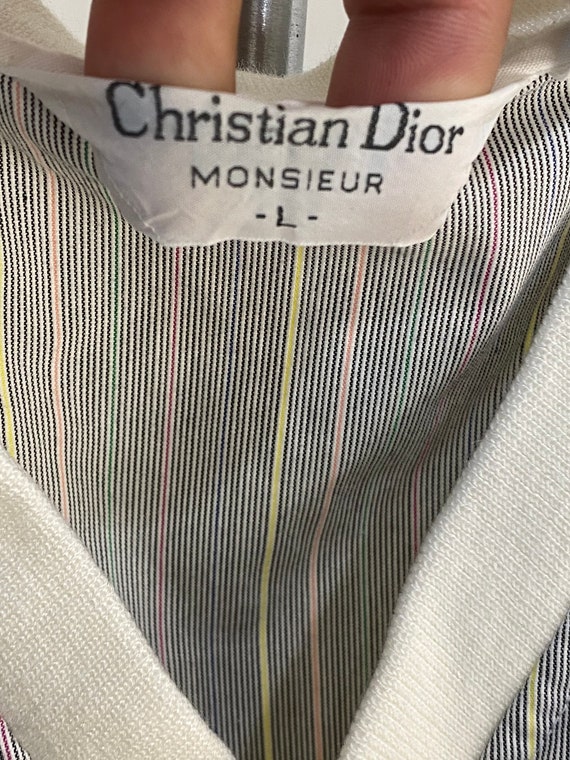 Christian Dior
MONSIEUR
- L -